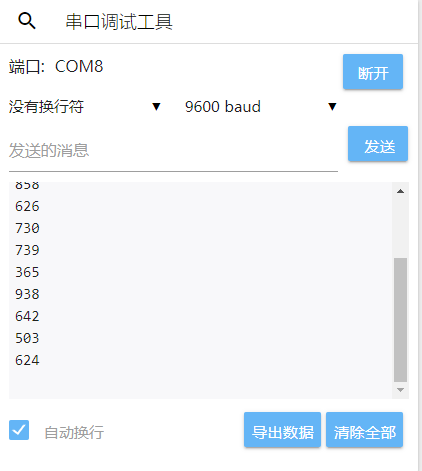 串口调试工具
端口：COM8
断开
没有换行符 9600 baud
发送的消息
发送
858
626
730
739
365
938
642
503
624
自动换行
导出数据 清除全部